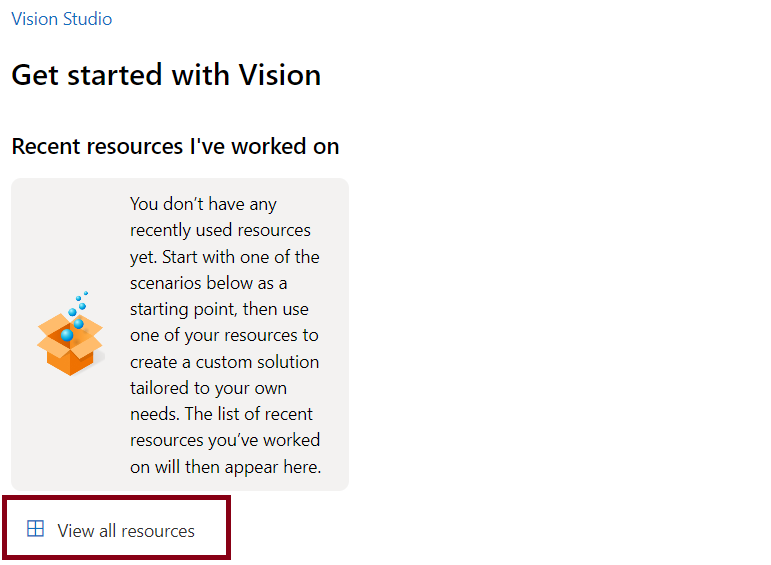 Vision Studio
Get started with Vision
Recent resources I've worked on
You don’t have any
recently used resources
yet. Start with one of the
scenarios below as a
starting point, then use
one of your resources to
create a custom solution
tailored to your own
needs. The list of recent
resources you’ve worked
on will then appear here.
View all resources